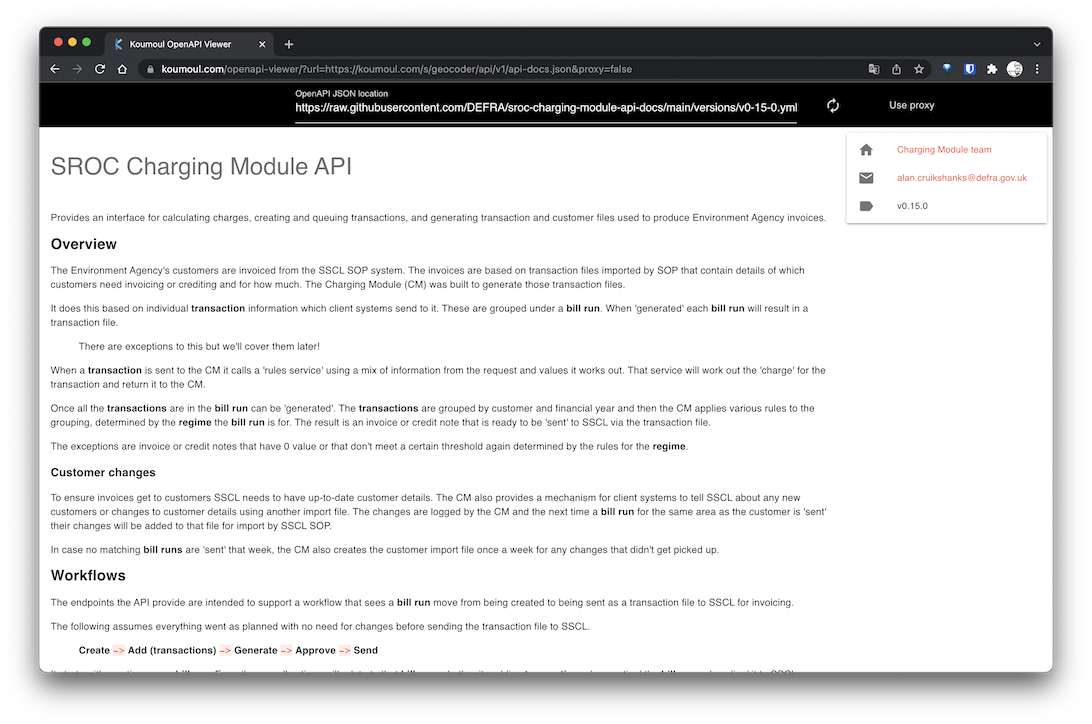 Koumoul OpenAPI Viewer
koumoul.com/openapi-viewer/?url=https://koumoul.com/s/geocoder/api/v1/api-docs.json&proxy=false
OpenAPI JSON location
https://raw.githubusercontent.com/DEFRA/sroc-charging-module-api-docs/main/versions/v0-15-0.yml
Use proxy
Charging Module team
alan.cruikshanks@defra.gov.uk
v0.15.0
SROC Charging Module API
Provides an interface for calculating charges, creating and queuing transactions, and generating transaction and customer files used to produce Environment Agency invoices.
Overview
The Environment Agency's customers are invoiced from the SSCL SOP system. The invoices are based on transaction files imported by SOP that contain details of which
customers need invoicing or crediting and for how much. The Charging Module (CM) was built to generate those transaction files.
It does this based on individual transaction information which client systems send to it. These are grouped under a bill run. When 'generated' each bill run will result in a
transaction file.
There are exceptions to this but we'll cover them later!
When a transaction is sent to the CM it calls a 'rules service' using a mix of information from the request and values it works out. That service will work out the 'charge' for the
transaction and return it to the CM.
Once all the transactions are in the bill run can be 'generated'. The transactions are grouped by customer and financial year and then the CM applies various rules to the
grouping, determined by the regime the bill run is for. The result is an invoice or credit note that is ready to be 'sent' to SSCL via the transaction file.
The exceptions are invoice or credit notes that have 0 value or that don't meet a certain threshold again determined by the rules for the regime.
Customer changes
To ensure invoices get to customers SSCL needs to have up-to-date customer details. The CM also provides a mechanism for client systems to tell SSCL about any new
customers or changes to customer details using another import file. The changes are logged by the CM and the next time a bill run for the same area as the customer is 'sent'
their changes will be added to that file for import by SSCL SOP.
In case no matching bill runs are 'sent' that week, the CM also creates the customer import file once a week for any changes that didn't get picked up.
Workflows
The endpoints the API provide are intended to support a workflow that sees a bill run move from being created to being sent as a transaction file to SSCL for invoicing.
The following assumes everything went as planned with no need for changes before sending the transaction file to SSCL.
Create -> Add (transactions) -> Generate -> Approve -> Send